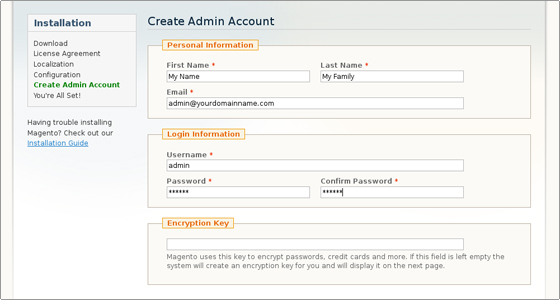 Installation
Download
License Agreement
Localization
Configuration
Create Admin Account
You're All Set!
Having trouble installing
Magento? Check out our
Installation Guide
Create Admin Account
Personal Information
First Name * Last Name *
My Name My Family
Email *
admin@yourdomainname.com
Login Information
Username *
admin
Password * Confirm Password *
****** ******
Encryption Key
Magento uses this key to encrypt passwords, credit cards and more. If this field is left empty the
system will create an encryption key for you and will display it on the next page.